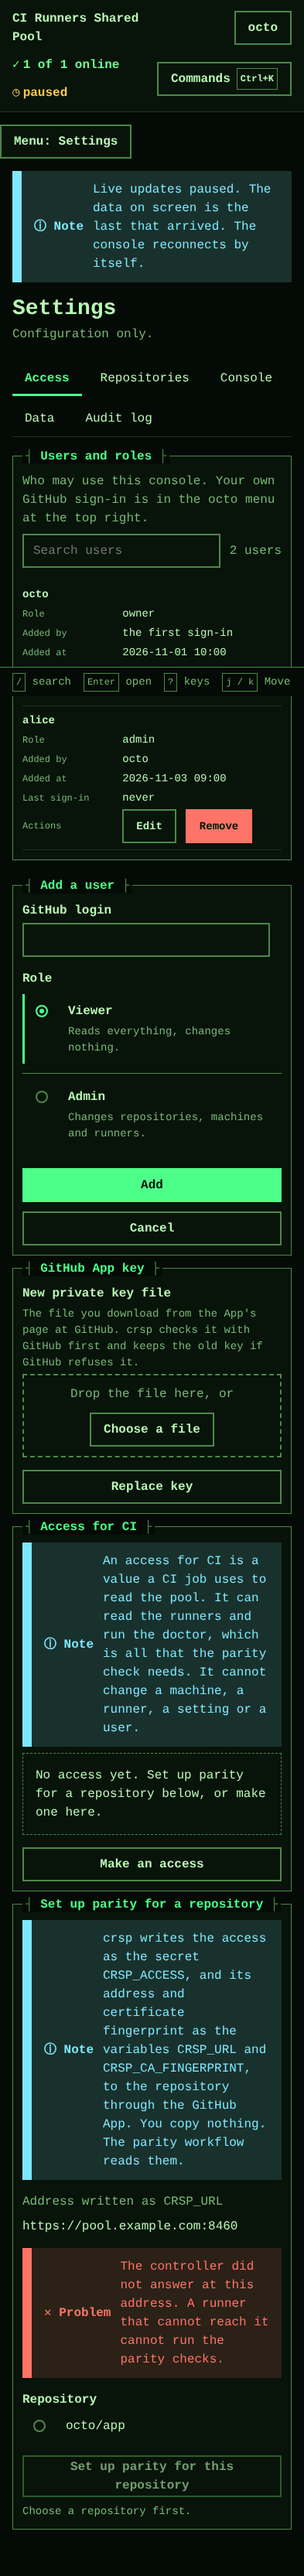 CI Runners Shared
Pool
octo
✓ 1 of 1 online
◷ paused
Commands Ctrl+K
Menu: Settings
ⓘ Note
Live updates paused. The
data on screen is the
last that arrived. The
console reconnects by
itself.
Settings
Configuration only.
Access Repositories Console
Data Audit log
Users and roles
Who may use this console. Your own
GitHub sign-in is in the octo menu
at the top right.
Search users 2 users
octo
Role owner
Added by the first sign-in
Added at 2026-11-01 10:00
/ search Enter open ? keys j / k Move
alice
Role admin
Added by octo
Added at 2026-11-03 09:00
Last sign-in never
Actions Edit Remove
Add a user
GitHub login
Role
Viewer
Reads everything, changes
nothing.
Admin
Changes repositories, machines
and runners.
Add
Cancel
GitHub App key
New private key file
The file you download from the App's
page at GitHub. crsp checks it with
GitHub first and keeps the old key if
GitHub refuses it.
Drop the file here, or
Choose a file
Replace key
Access for CI
ⓘ Note
An access for CI is a
value a CI job uses to
read the pool. It can
read the runners and
run the doctor, which
is all that the parity
check needs. It cannot
change a machine, a
runner, a setting or a
user.
No access yet. Set up parity
for a repository below, or make
one here.
Make an access
Set up parity for a repository
ⓘ Note
crsp writes the access
as the secret
CRSP_ACCESS, and its
address and
certificate
fingerprint as the
variables CRSP_URL and
CRSP_CA_FINGERPRINT,
to the repository
through the GitHub
App. You copy nothing.
The parity workflow
reads them.
Address written as CRSP_URL
https://pool.example.com:8460
× Problem
The controller did
not answer at this
address. A runner
that cannot reach it
cannot run the
parity checks.
Repository
octo/app
Set up parity for this
repository
Choose a repository first.